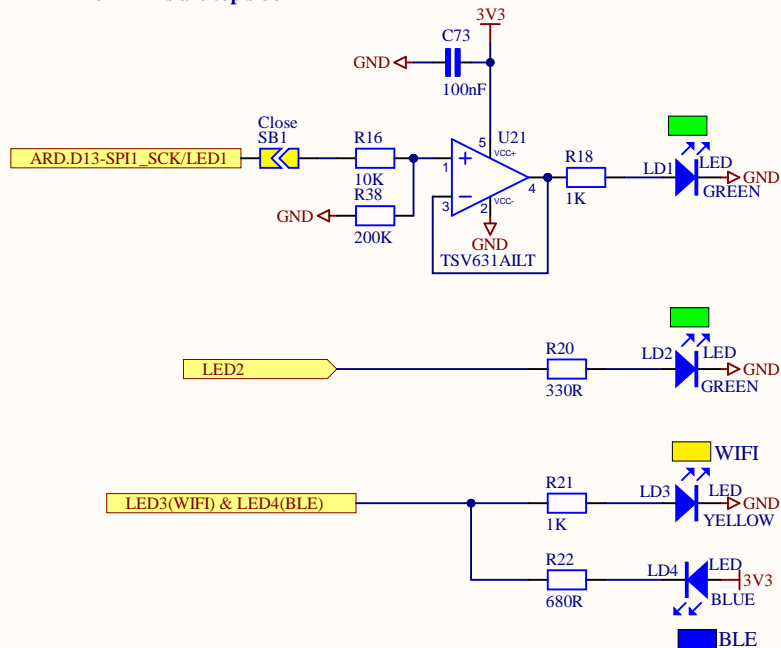 3V3
C73
GND
100nF
Close
SB1
ARD.D13-SPI1_SCK/LED1
R16
10K
R38
GND
200K
U21
5
VCC+
1
3
4
2
VCC-
GND
TSV631AILT
R18
1K
LD1
LED
GND
GREEN
LED2
R20
330R
LD2
LED
GND
GREEN
WIFI
LED3(WIFI) & LED4(BLE)
R21
1K
LD3
LED
GND
YELLOW
R22
680R
LD4
LED
3V3
BLUE
BLE